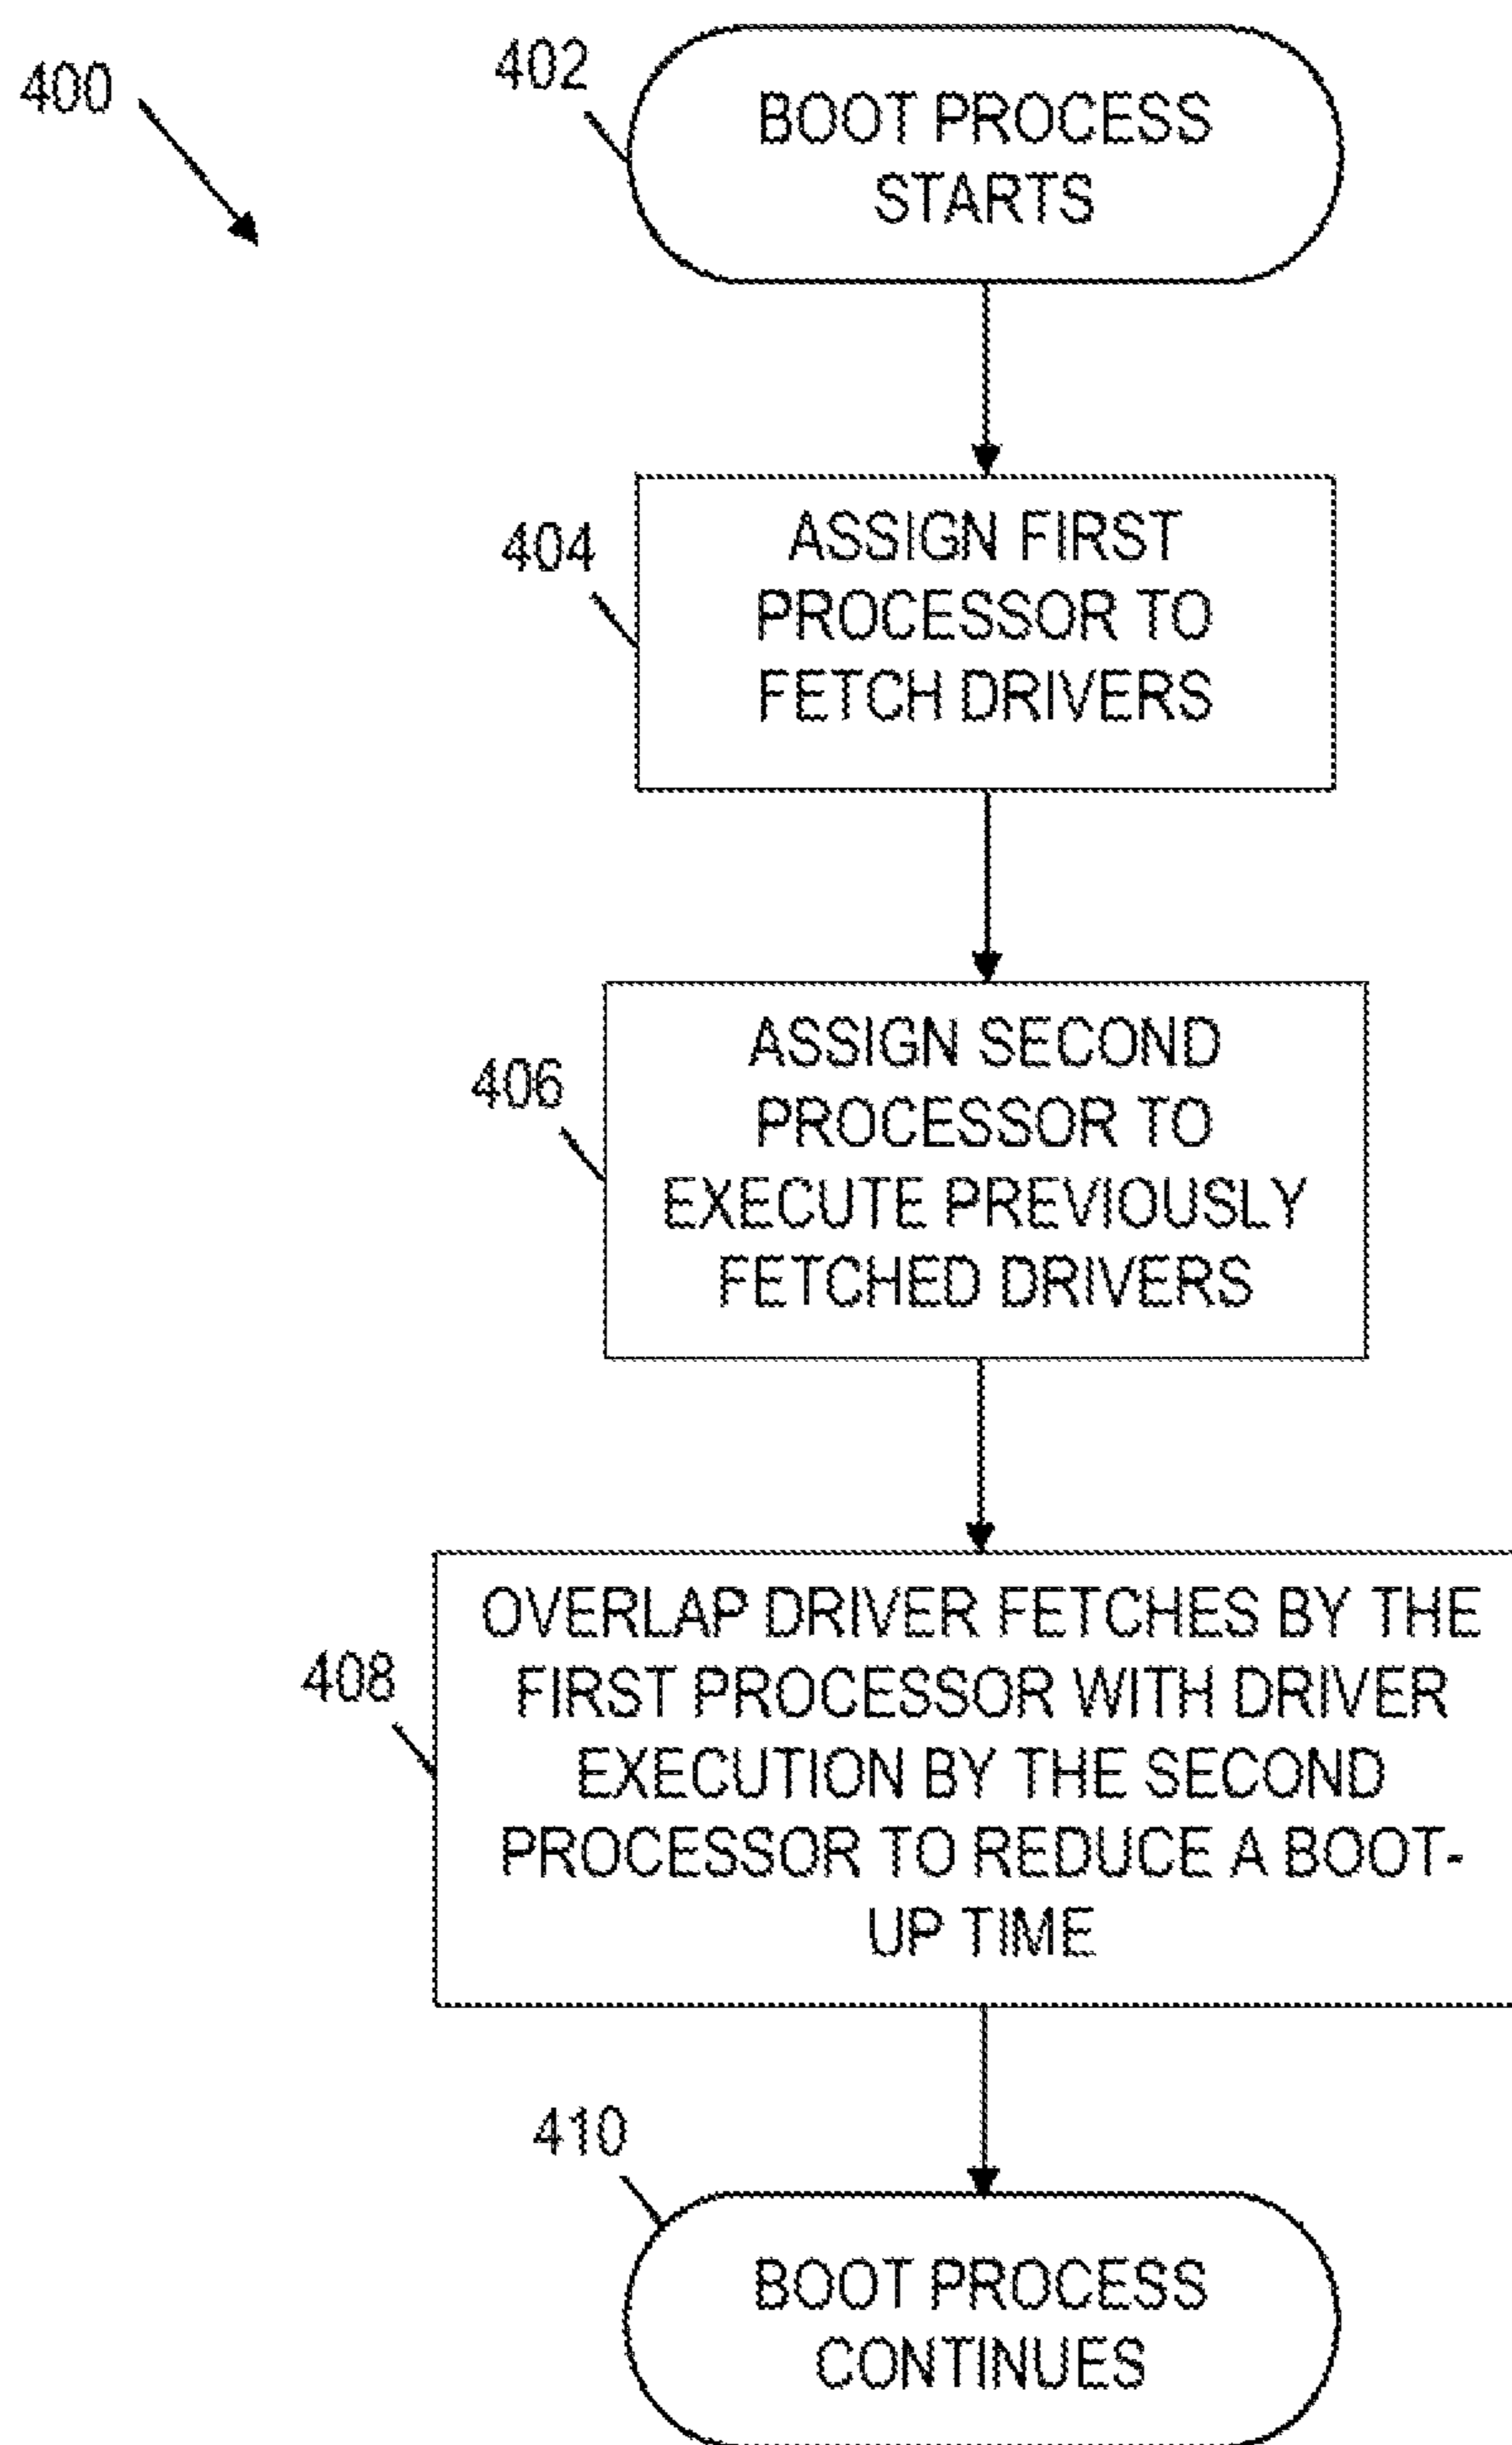 400
402
BOOT PROCESS
STARTS
404
ASSIGN FIRST
PROCESSOR TO
FETCH DRIVERS
406
ASSIGN SECOND
PROCESSOR TO
EXECUTE PREVIOUSLY
FETCHED DRIVERS
408
OVERLAP DRIVER FETCHES BY THE
FIRST PROCESSOR WITH DRIVER
EXECUTION BY THE SECOND
PROCESSOR TO REDUCE A BOOT-
UP TIME
410
BOOT PROCESS
CONTINUES